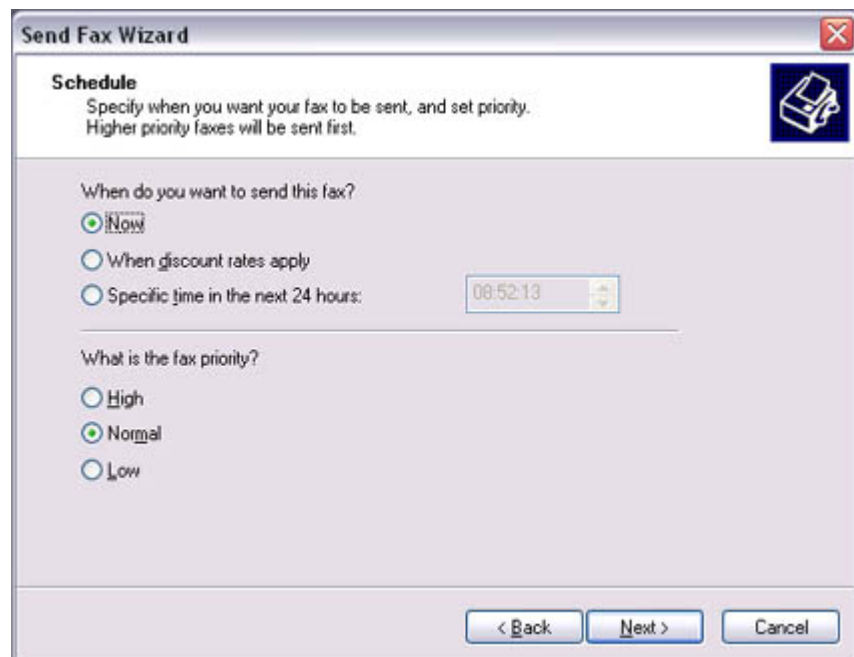 Send Fax Wizard
Schedule
Specify when you want your fax to be sent, and set priority.
Higher priority faxes will be sent first.
When do you want to send this fax?
Now
When discount rates apply
Specific time in the next 24 hours:
08:52:13
What is the fax priority?
High
Normal
Low
< Back
Next >
Cancel